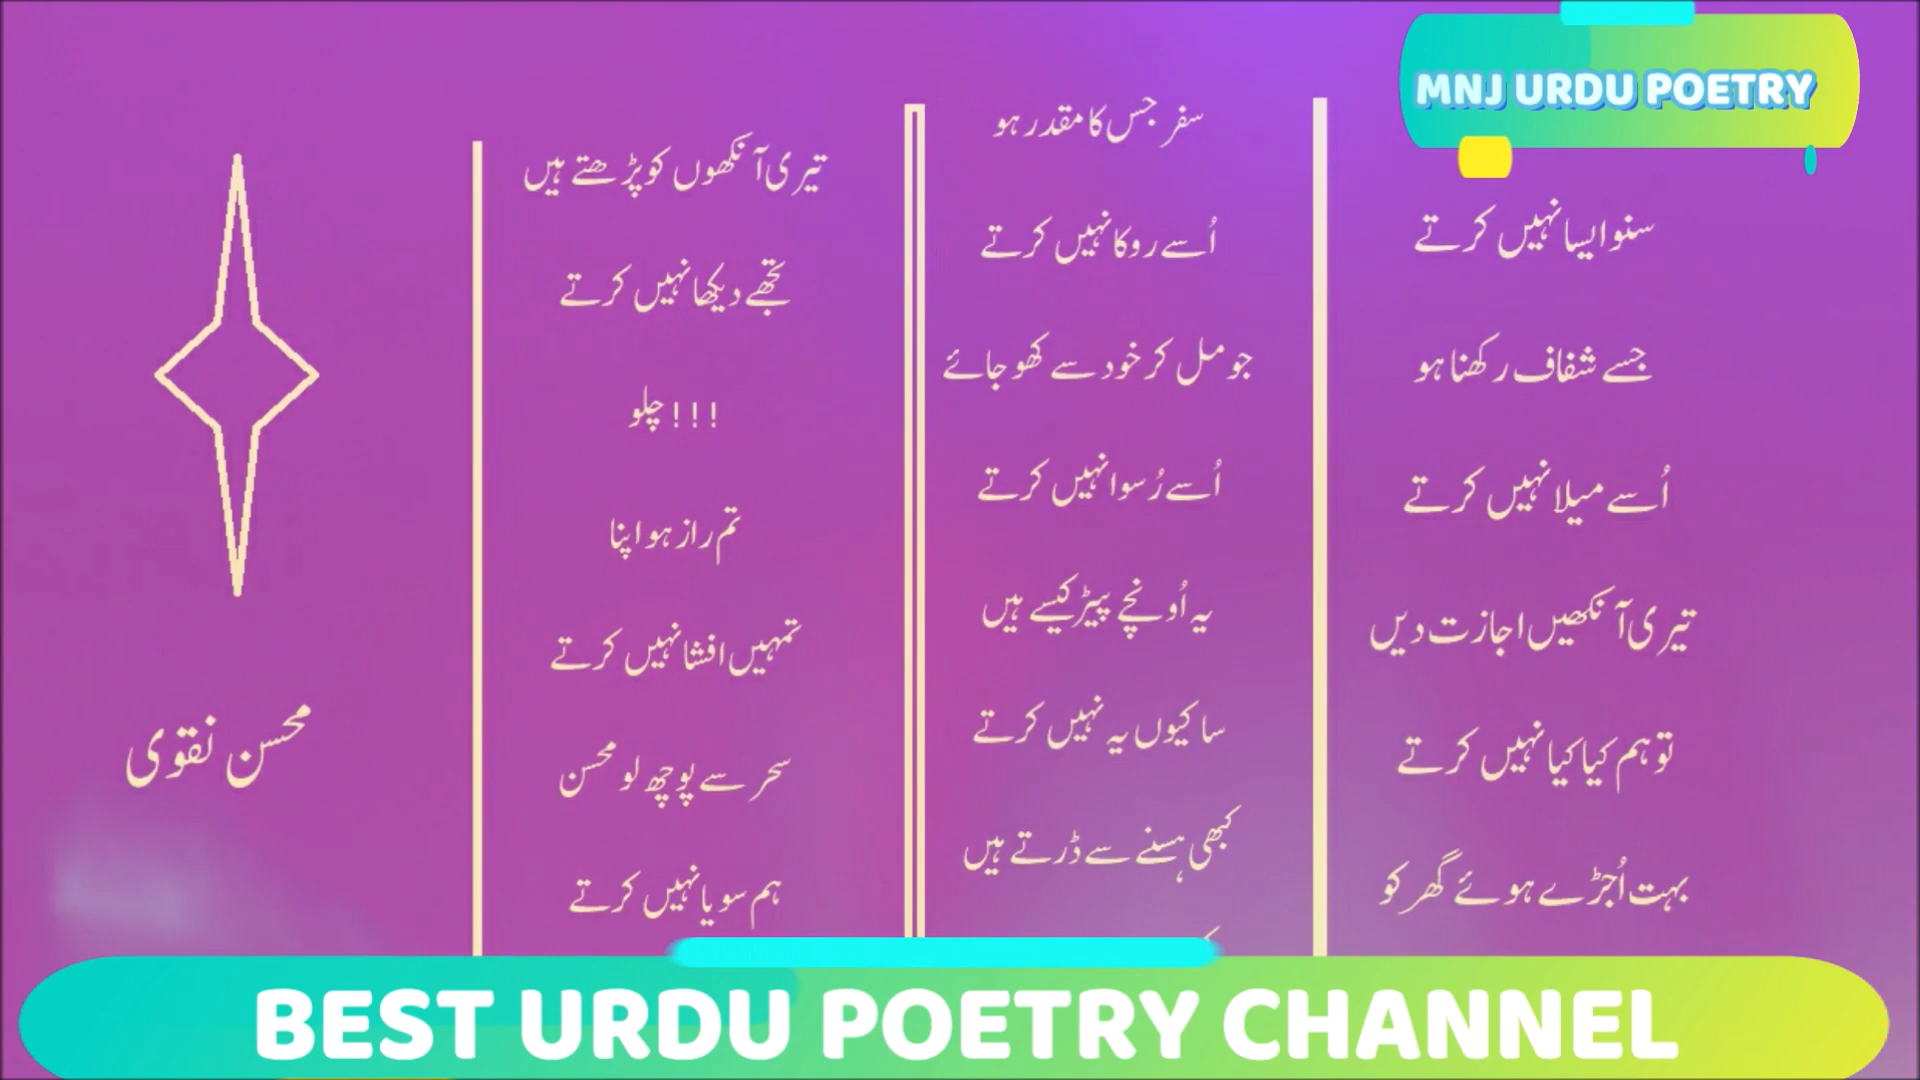 MNJ URDU POETRY
سنو ایسا نہیں کرتے
جسے شفاف رکھنا ہو
اُسے میلا نہیں کرتے
تیری آنکھیں اجازت دیں
تو ہم کیا کیا نہیں کرتے
بہت اُجڑے ہوئے گھر کو
سفر جس کا مقدر ہو
اُسے روکا نہیں کرتے
جو مل کر خود سے کھو جائے
اُسے رُسوا نہیں کرتے
یہ اُونچے پیڑ کیسے ہیں
سا کیوں یہ نہیں کرتے
کبھی ہسنے سے ڈرتے ہیں
تیری آنکھوں کو پڑھتے ہیں
تجھے دیکھا نہیں کرتے
!!! چلو
تم راز ہو اپنا
تمہیں افشا نہیں کرتے
سحر سے پوچھ لو محسن
ہم سویا نہیں کرتے
محسن نقوی
BEST URDU POETRY CHANNEL